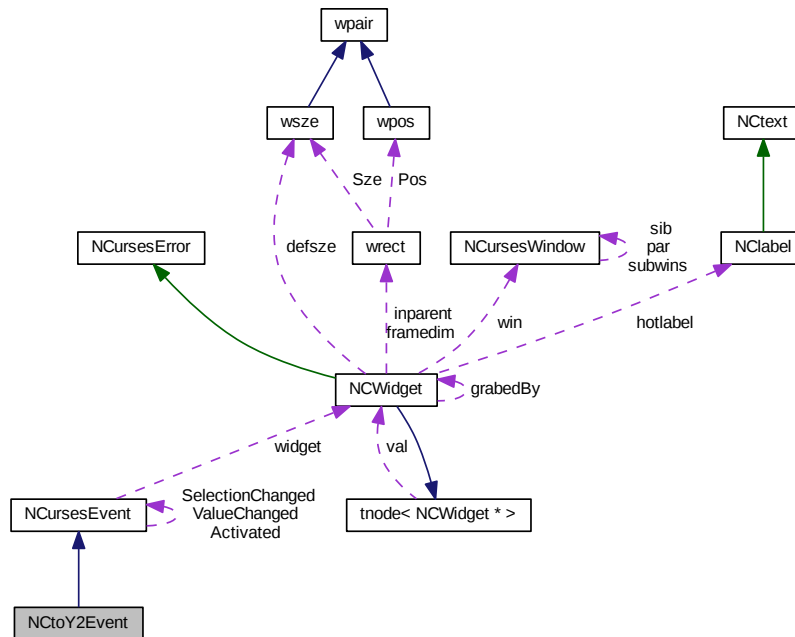 wpair
wsze
wpos
NCtext
Sze
Pos
NCursesError
defsze
wrect
NCursesWindow
sib
par
subwins
NClabel
inparent
framedim
win
hotlabel
NCWidget
grabedBy
widget
val
NCursesEvent
SelectionChanged
ValueChanged
Activated
tnode< NCWidget * >
NCtoY2Event